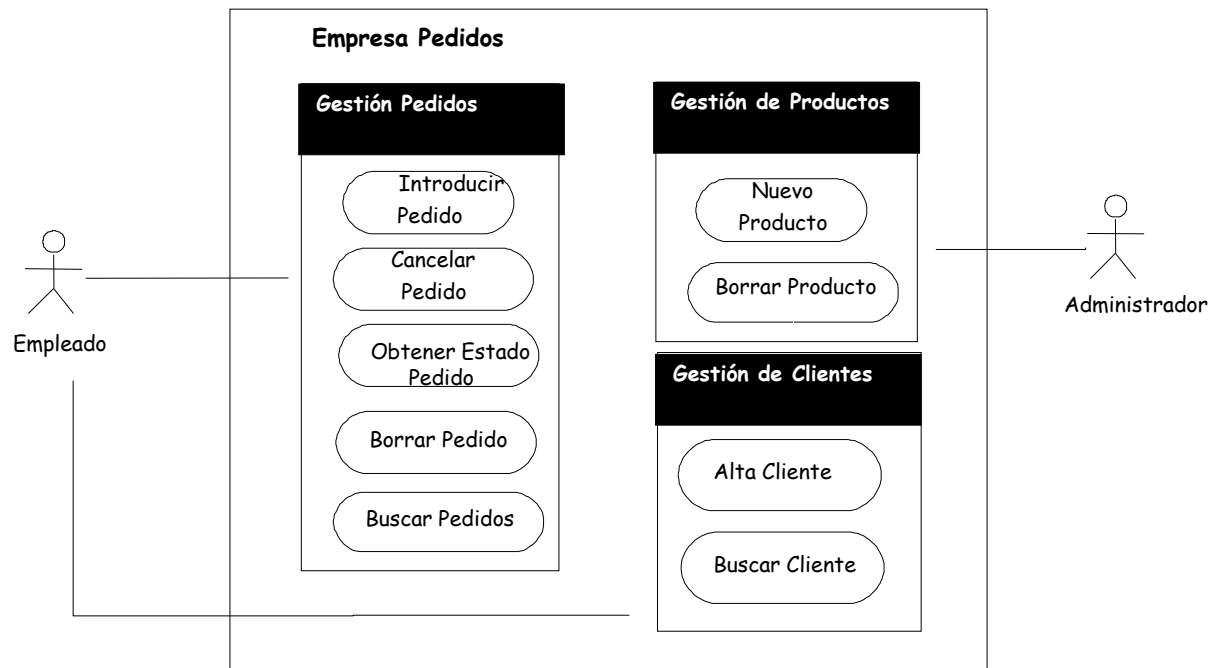 Empresa Pedidos
Gestión Pedidos
Introducir
Pedido
Cancelar
Pedido
Obtener Estado
Pedido
Borrar Pedido
Buscar Pedidos
Gestión de Productos
Nuevo
Producto
Borrar Producto
Gestión de Clientes
Alta Cliente
Buscar Cliente
Empleado
Administrador